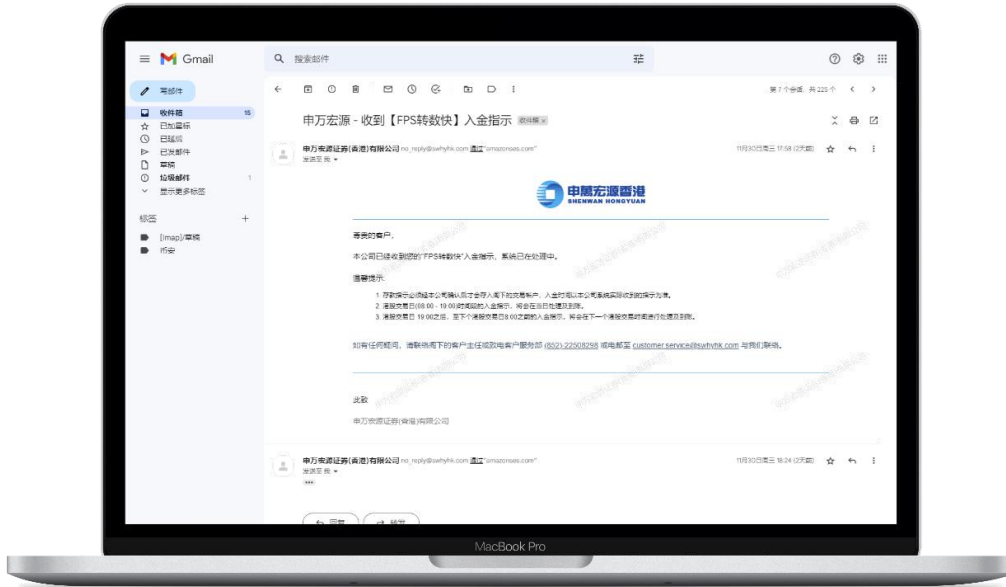 Gmail
搜索邮件
写邮件
收件箱 15
已加星标
已延后
已发邮件
草稿
垃圾邮件 1
显示更多标签
标签
[Imap]/草稿
币安
第 7 个会话，共 225 个
申万宏源 - 收到【FPS转数快】入金指示 收件箱 ×
申万宏源证券(香港)有限公司 no_reply@swhyhk.com 通过"amazonses.com"
11月30日周三 17:59 (2天前)
发送至 我
申萬宏源香港
SHENWAN HONGYUAN
尊贵的客户，
本公司已经收到您的"FPS转数快"入金指示，系统已在处理中。
温馨提示:
1. 存款指示必须经本公司确认后才会存入阁下的交易帐户，入金时间以本公司系统实际收到的指示为准。
2. 港股交易日(08:00 - 19:00)时间段的入金指示，将会在当日处理及到账。
3. 港股交易日 19:00之后，至下个港股交易日8:00之前的入金指示，将会在下一个港股交易时间进行处理及到账。
如有任何疑问，请联络阁下的客户主任或致电客户服务部 (852)-22508298 或电邮至 customer.service@swhyhk.com 与我们联络。
此致
申万宏源证券(香港)有限公司
申万宏源证券(香港)有限公司 no_reply@swhyhk.com 通过"amazonses.com"
11月30日周三 18:24 (2天前)
发送至 我
回复
转发
MacBook Pro